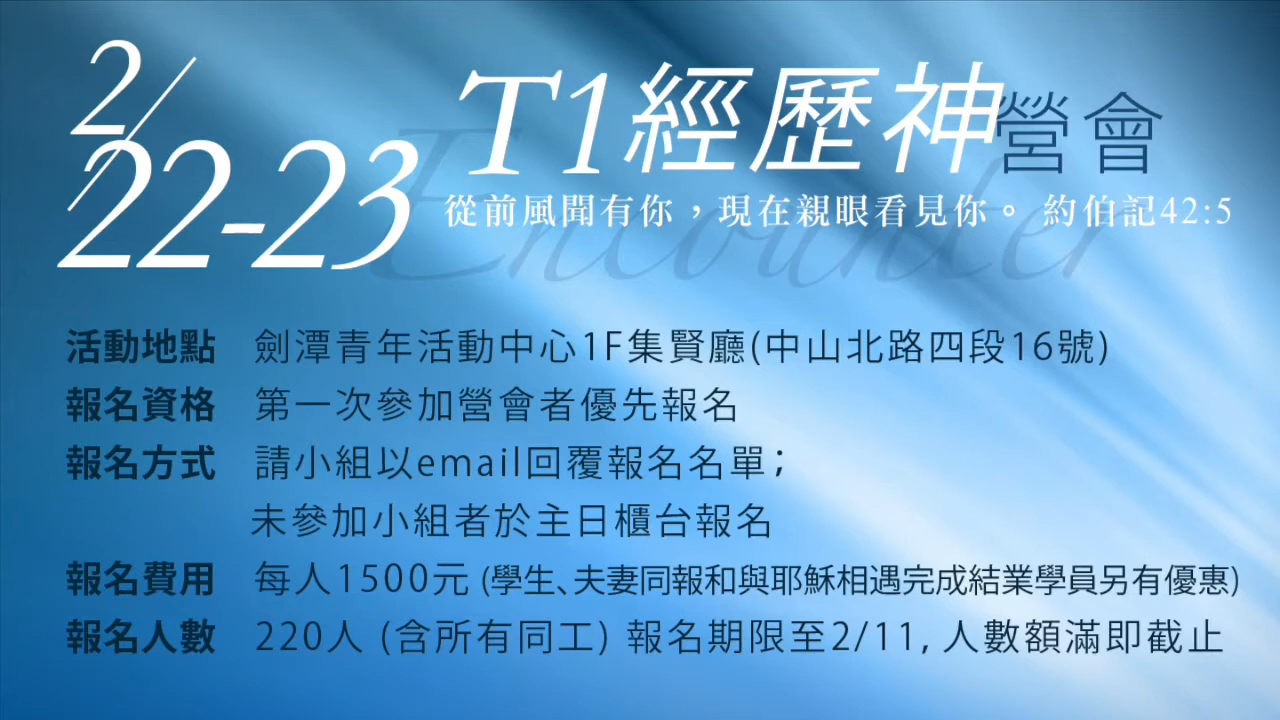 2/22-23
T1經歷神營會
Encounter
從前風聞有你，現在親眼看見你。 約伯記42:5
活動地點 劍潭青年活動中心1F集賢廳(中山北路四段16號)
報名資格 第一次參加營會者優先報名
報名方式 請小組以email回覆報名名單;
未參加小組者於主日櫃台報名
報名費用 每人1500元 (學生、夫妻同報和與耶穌相遇完成結業學員另有優惠)
報名人數 220人 (含所有同工) 報名期限至2/11, 人數額滿即截止